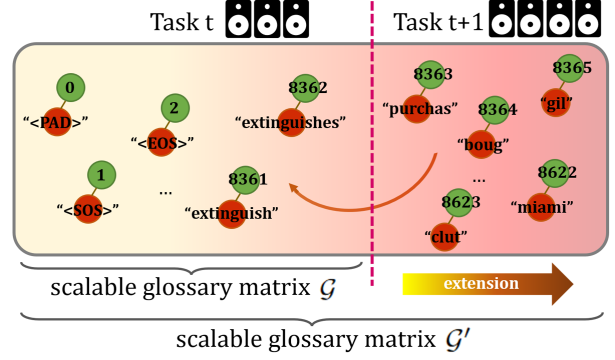 Task t
Task t+1
0
"<PAD>"
2
"<EOS>"
8362
"extinguishes"
1
"<SOS>"
...
8361
"extinguish"
8363
"purchas"
8364
"boug"
8365
"gil"
...
8623
"clut"
8622
"miami"
scalable glossary matrix 𝒢
extension
scalable glossary matrix 𝒢′